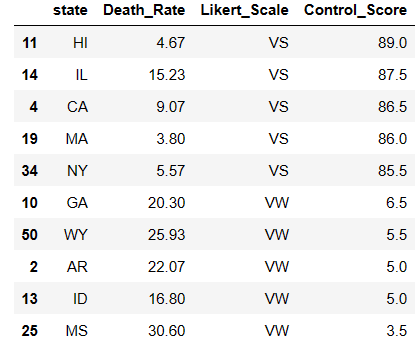 state Death_Rate Likert_Scale Control_Score
11 HI 4.67 VS 89.0
14 IL 15.23 VS 87.5
4 CA 9.07 VS 86.5
19 MA 3.80 VS 86.0
34 NY 5.57 VS 85.5
10 GA 20.30 VW 6.5
50 WY 25.93 VW 5.5
2 AR 22.07 VW 5.0
13 ID 16.80 VW 5.0
25 MS 30.60 VW 3.5